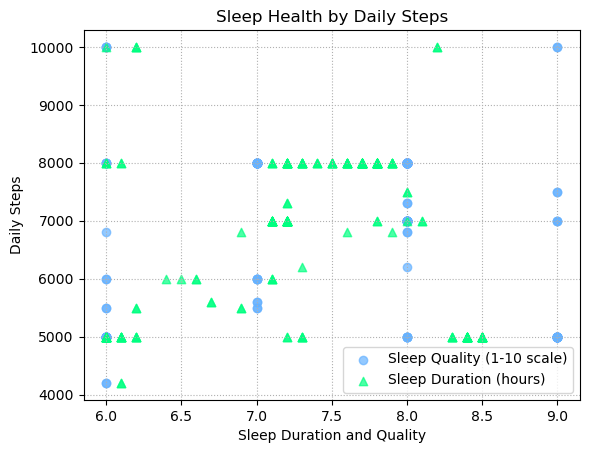 Sleep Health by Daily Steps
10000
9000
8000
7000
6000
5000
4000
Daily Steps
Sleep Quality (1-10 scale)
Sleep Duration (hours)
6.0 6.5 7.0 7.5 8.0 8.5 9.0
Sleep Duration and Quality